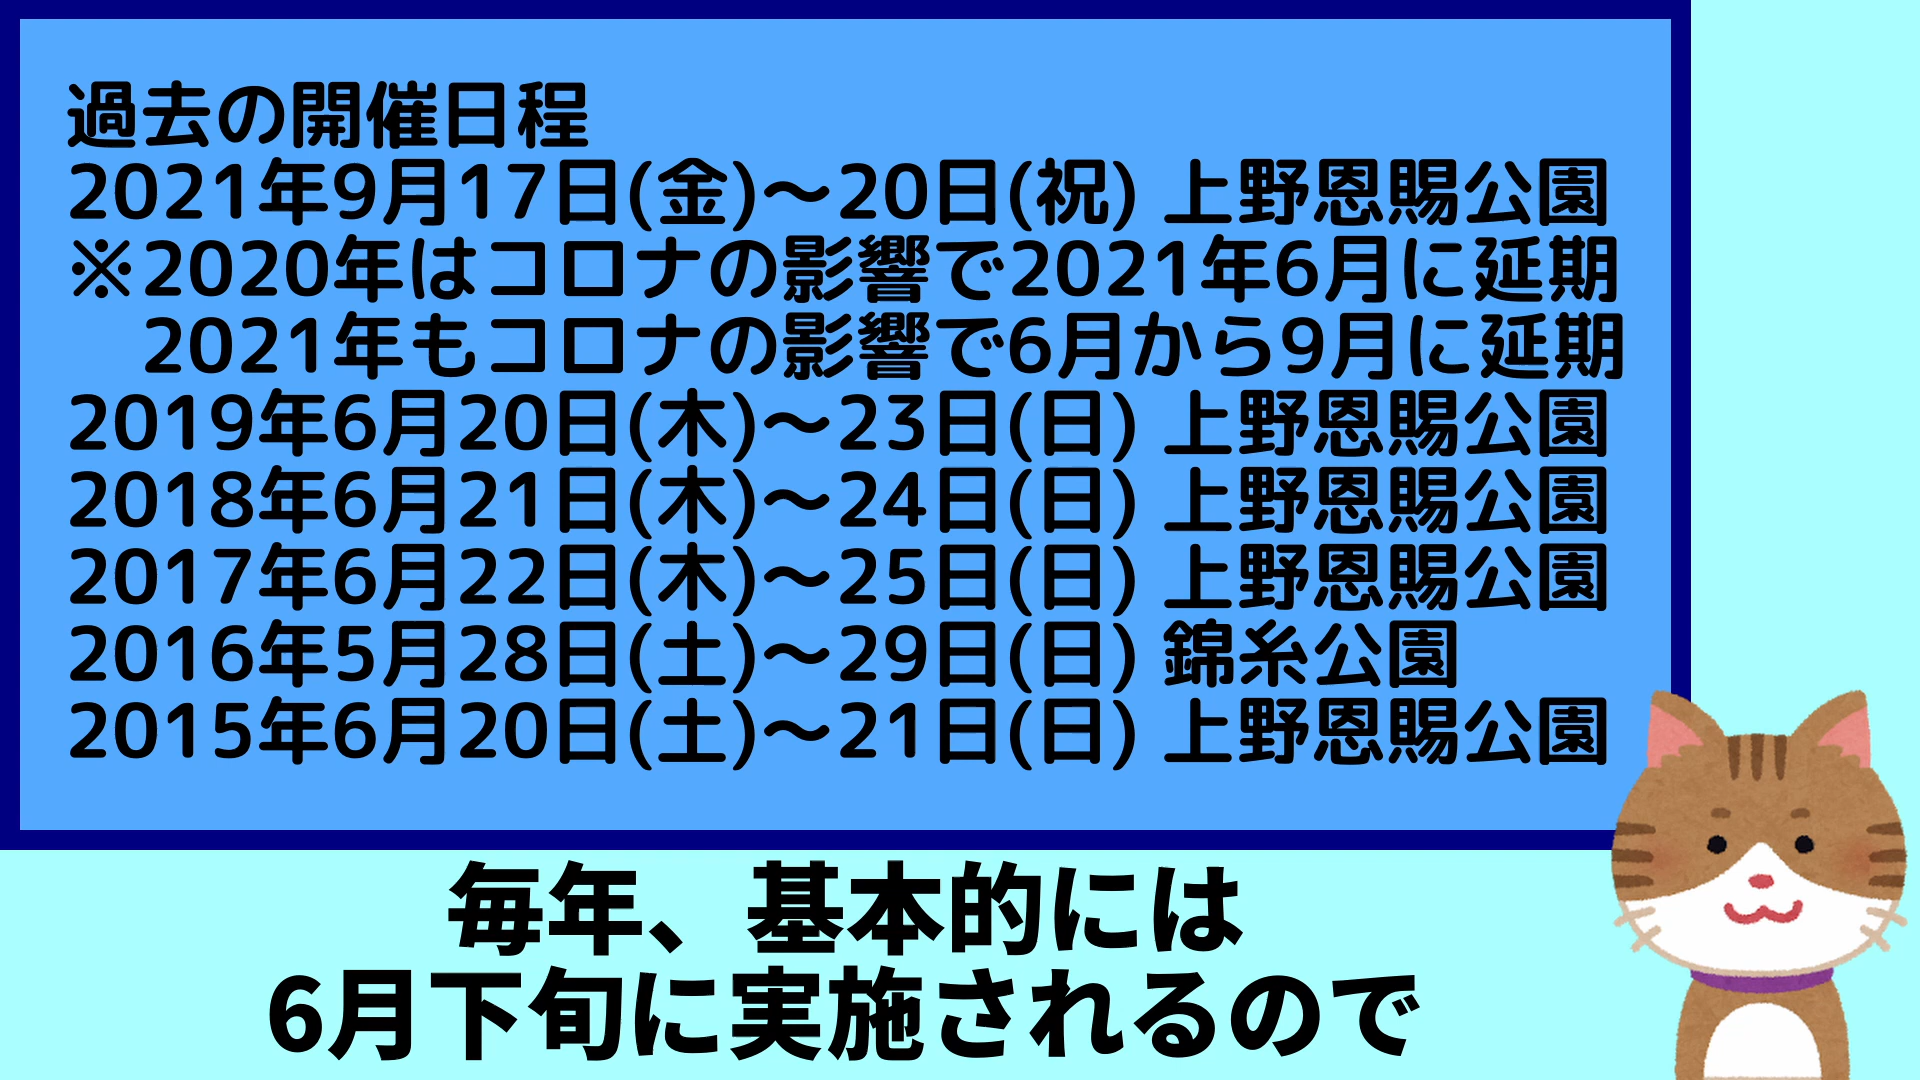 過去の開催日程
2021年9月17日(金)～20日(祝) 上野恩賜公園
※2020年はコロナの影響で2021年6月に延期
　2021年もコロナの影響で6月から9月に延期
2019年6月20日(木)～23日(日) 上野恩賜公園
2018年6月21日(木)～24日(日) 上野恩賜公園
2017年6月22日(木)～25日(日) 上野恩賜公園
2016年5月28日(土)～29日(日) 錦糸公園
2015年6月20日(土)～21日(日) 上野恩賜公園
毎年、基本的には
6月下旬に実施されるので